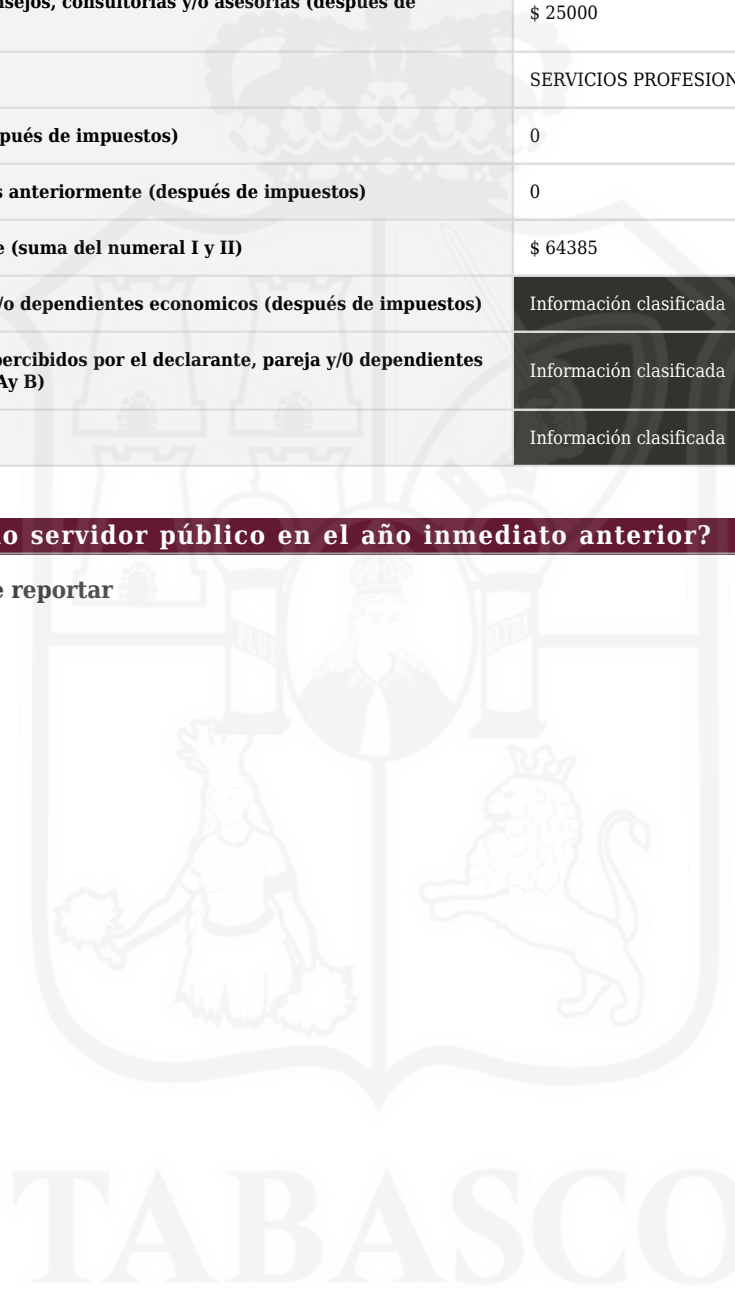 nsejos, consultorías y/o asesorías (después de
$ 25000
SERVICIOS PROFESION
pués de impuestos)
0
s anteriormente (después de impuestos)
0
e (suma del numeral I y II)
$ 64385
/o dependientes economicos (después de impuestos)
Información clasificada
percibidos por el declarante, pareja y/0 dependientes
Ay B)
Información clasificada
Información clasificada
o servidor público en el año inmediato anterior?
e reportar
PLUS
ULTRA
TABASCO